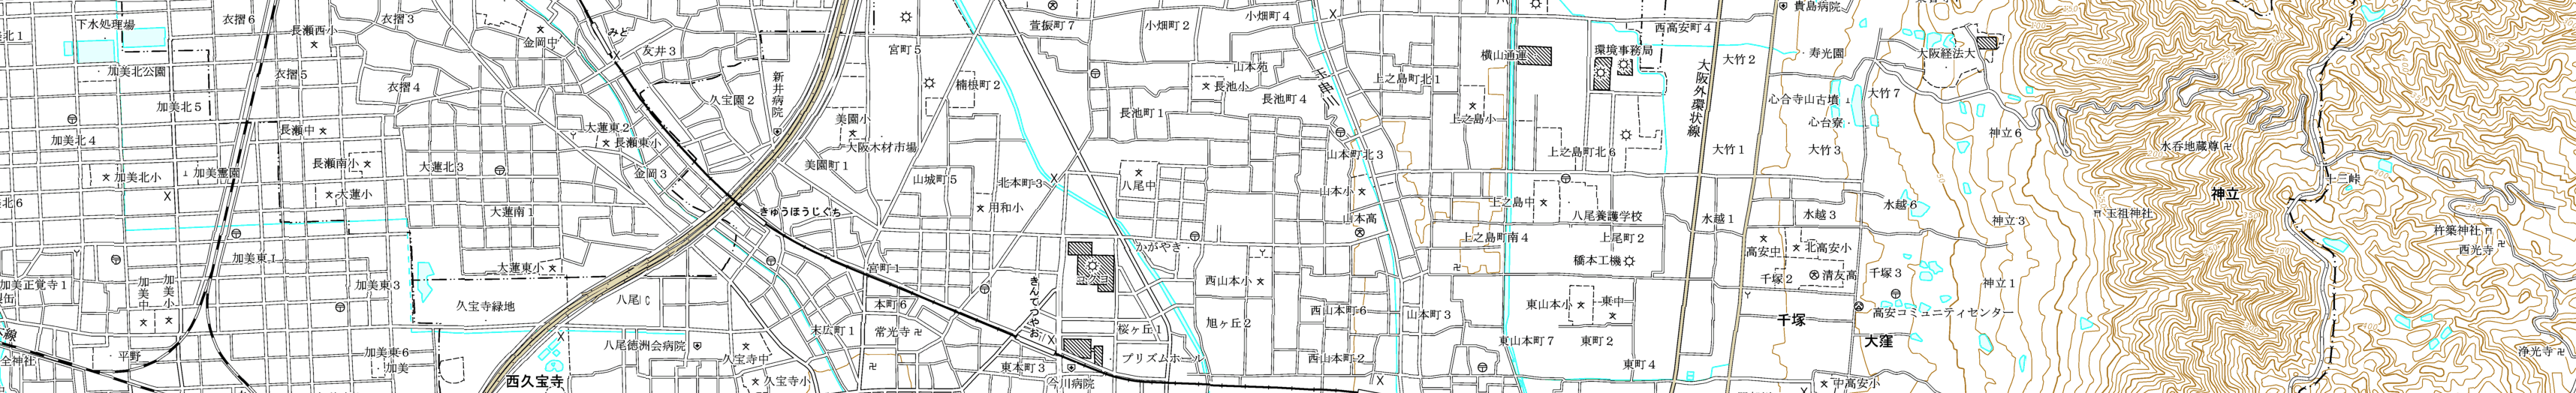 下水処理場
衣摺6
衣摺3
長瀬西小
金岡中
みと
友井3
宮町5
萱振町7
小畑町2
小畑町4
西高安町4
貴島病院
北1
加美北公園
衣摺5
衣摺4
加美北5
久宝園2
新井病院
楠根町2
山本苑
長池小
長池町4
長池町1
玉串川
上之島町北1
横山通運
環境事務局
大阪外環状線
大竹2
寿光園
大阪経法大
心合寺山古墳
大竹7
心合寮
神立6
加美北4
長瀬中
大蓮東2
長瀬東小
美園小
大阪木材市場
上之島小
山本町北3
上之島町北6
大竹1
大竹3
水呑地蔵尊
長瀬南小
大蓮北3
金岡3
美園町1
加美北小
加美霊園
大蓮小
山城町5
北本町3
八尾中
山本小
十三峠
神立
北6
大蓮南1
きゅうほうじぐち
用和小
山本高
上之島中
八尾養護学校
水越1
水越3
水越6
神立3
玉祖神社
杵築神社
西光寺
加美東1
かがやき
上之島町南4
上尾町2
高安中
北高安小
大蓮東小
宮町1
橋本工機
千塚2
清友高
千塚3
神立1
加美正覚寺1
加美中
加美小
加美東3
久宝寺緑地
八尾
本町6
きんてつやお
西山本小
東山本小
東中
旭ヶ丘2
西山本町6
山本町3
千塚
高安コミュニティセンター
末広町1
常光寺
桜ヶ丘1
全神社
平野
加美東6
加美
八尾徳洲会病院
久宝寺中
プリズムホール
西山本町2
東山本町7
東町2
大窪
浄光寺
西久宝寺
久宝寺小
東本町3
今川病院
東町4
中高安小